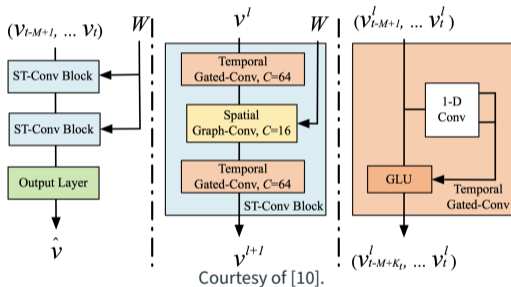 (v_{t-M+1}, ... v_t)
W
ST-Conv Block
ST-Conv Block
Output Layer
v̂
v^l
W
Temporal
Gated-Conv, C=64
Spatial
Graph-Conv, C=16
Temporal
Gated-Conv, C=64
ST-Conv Block
v^{l+1}
(v^l_{t-M+1}, ... v^l_t)
1-D
Conv
GLU
Temporal
Gated-Conv
(v^l_{t-M+K_t}, ... v^l_t)
Courtesy of [10].